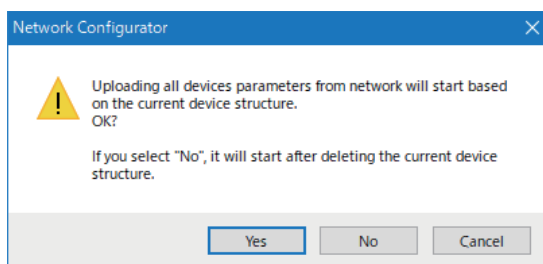 Network Configurator
Uploading all devices parameters from network will start based
on the current device structure.
OK?
If you select "No", it will start after deleting the current device
structure.
Yes No Cancel